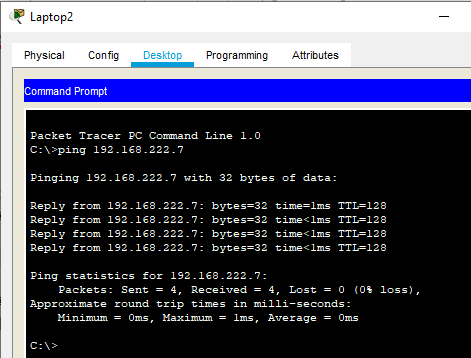 Laptop2
Physical Config Desktop Programming Attributes
Command Prompt
Packet Tracer PC Command Line 1.0
C:\>ping 192.168.222.7
Pinging 192.168.222.7 with 32 bytes of data:
Reply from 192.168.222.7: bytes=32 time=1ms TTL=128
Reply from 192.168.222.7: bytes=32 time<1ms TTL=128
Reply from 192.168.222.7: bytes=32 time<1ms TTL=128
Reply from 192.168.222.7: bytes=32 time<1ms TTL=128
Ping statistics for 192.168.222.7:
Packets: Sent = 4, Received = 4, Lost = 0 (0% loss),
Approximate round trip times in milli-seconds:
Minimum = 0ms, Maximum = 1ms, Average = 0ms
C:\>